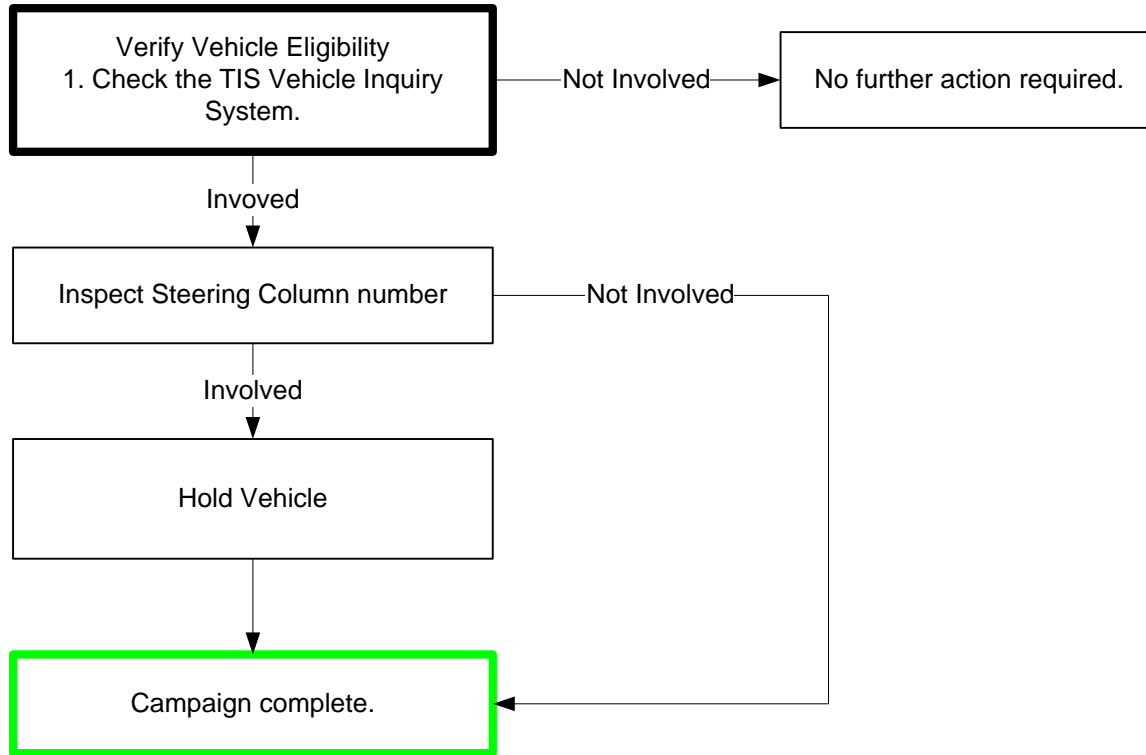 Verify Vehicle Eligibility
1. Check the TIS Vehicle Inquiry
System.
Not Involved
No further action required.
Invoved
Inspect Steering Column number
Not Involved
Involved
Hold Vehicle
Campaign complete.